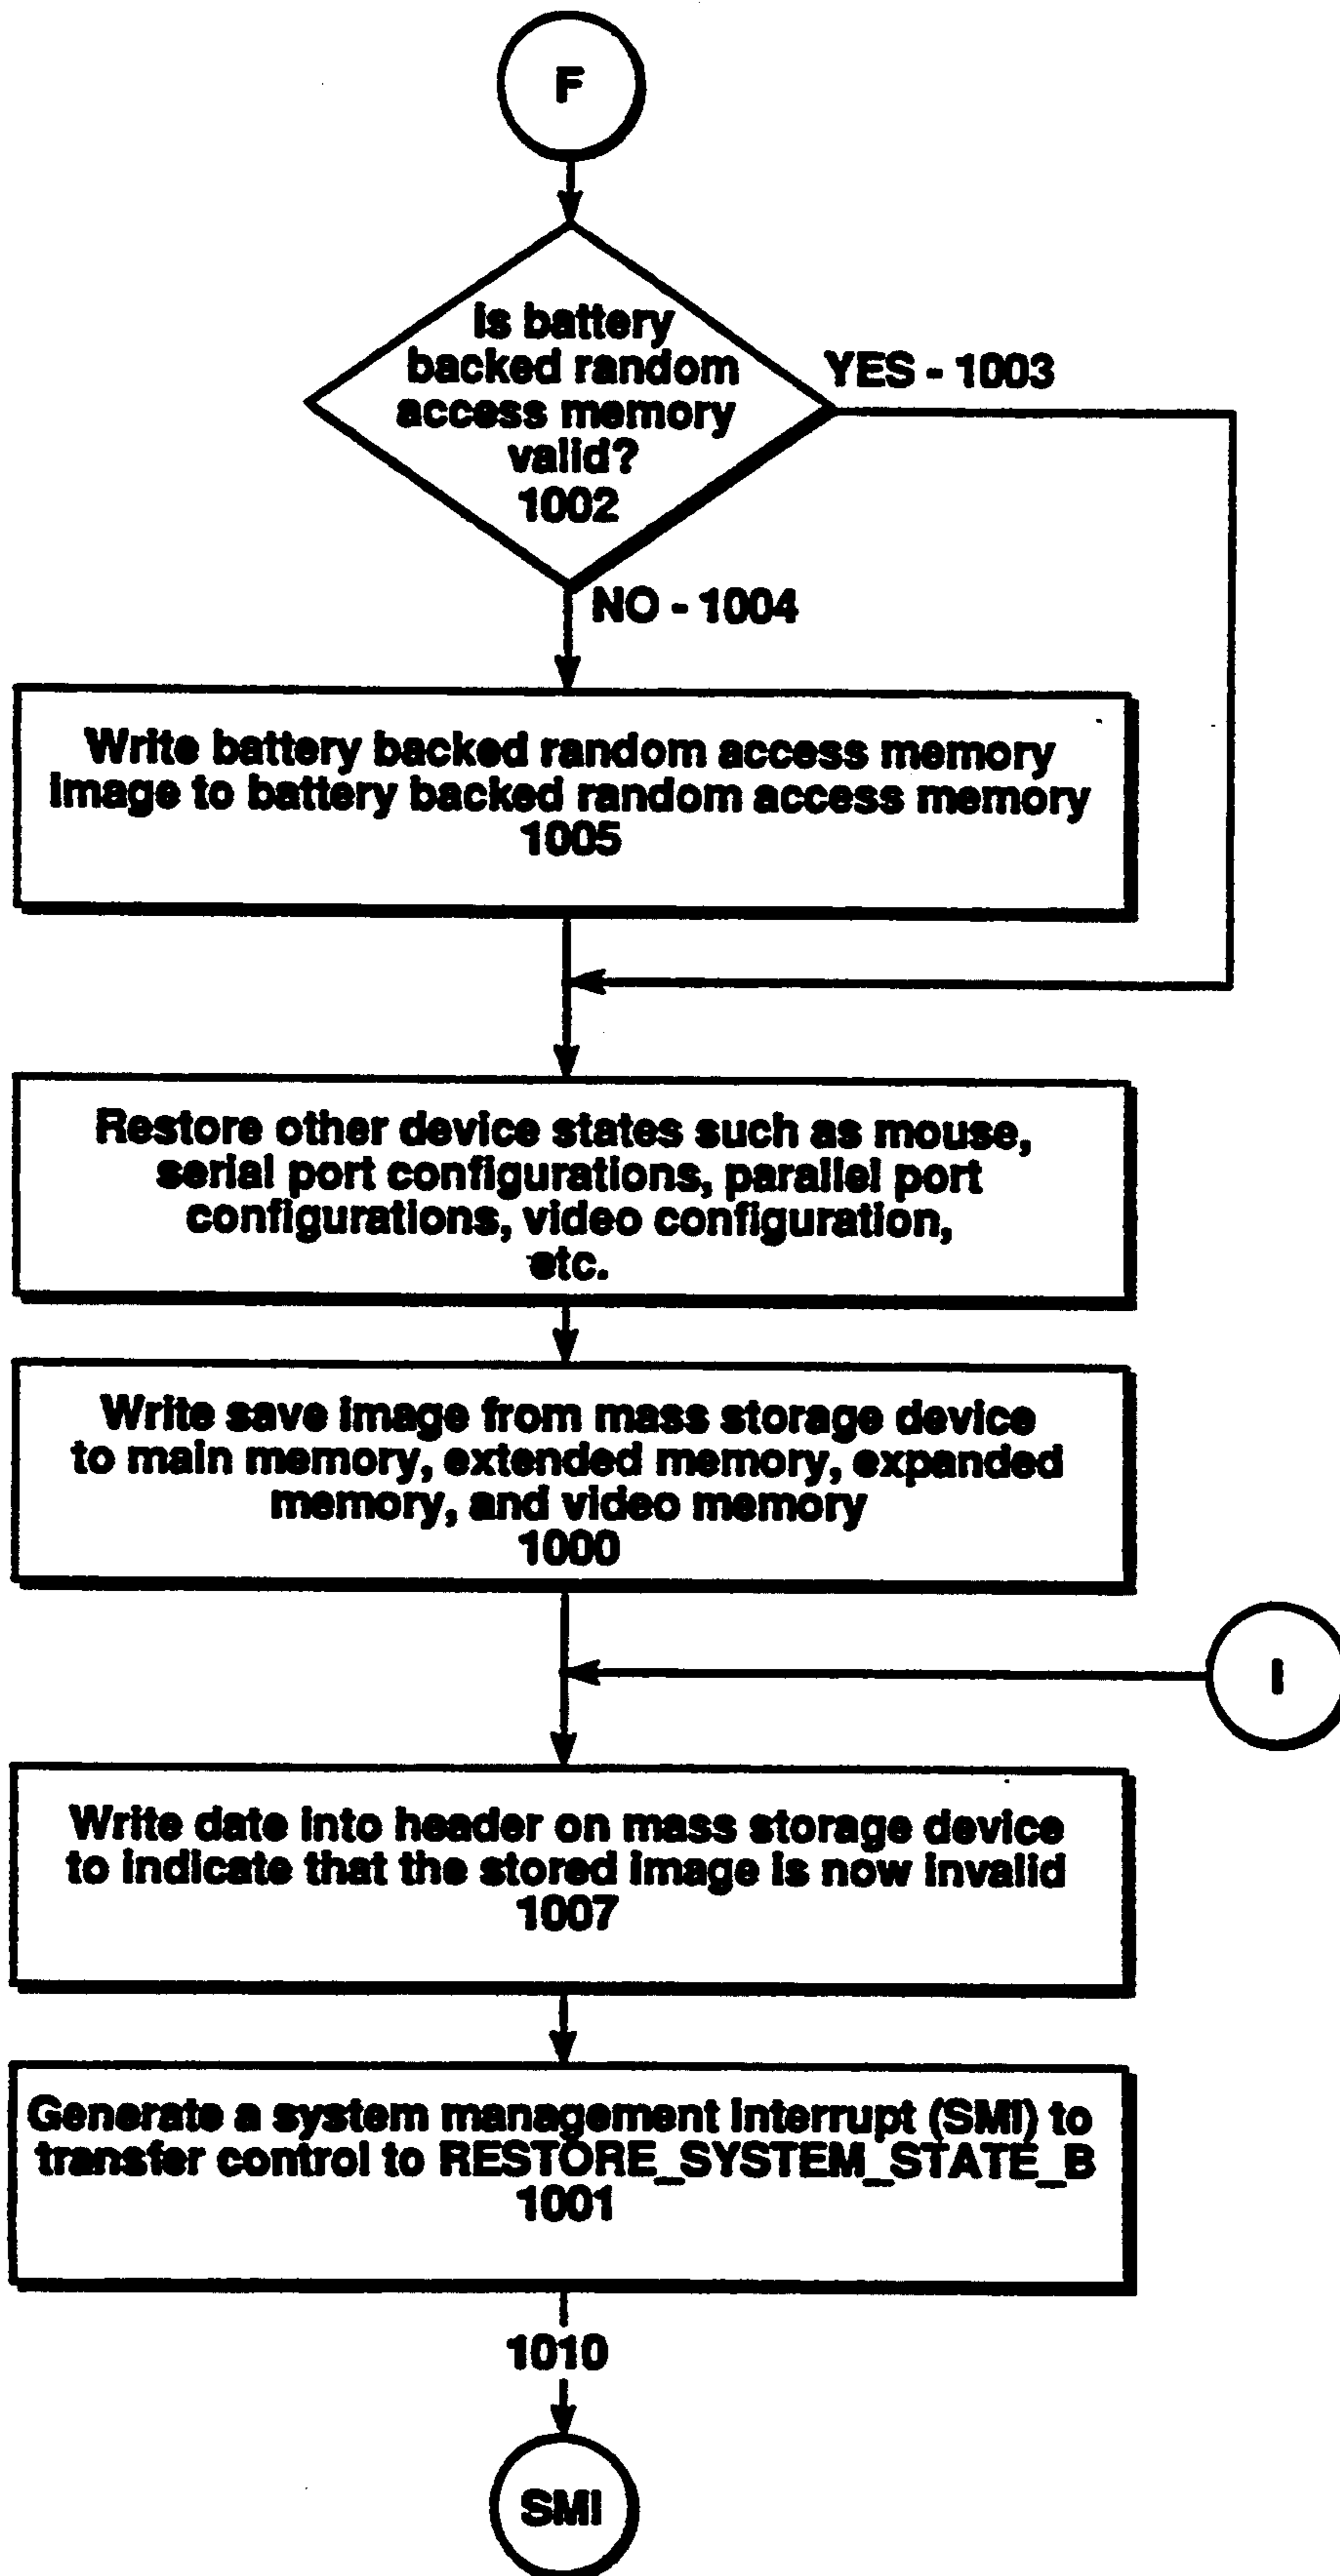 F
Is battery
backed random
access memory
valid?
1002
YES - 1003
NO - 1004
Write battery backed random access memory
image to battery backed random access memory
1005
Restore other device states such as mouse,
serial port configurations, parallel port
configurations, video configuration,
etc.
Write save image from mass storage device
to main memory, extended memory, expanded
memory, and video memory
1000
I
Write date into header on mass storage device
to indicate that the stored image is now invalid
1007
Generate a system management interrupt (SMI) to
transfer control to RESTORE_SYSTEM_STATE_B
1001
1010
SMI